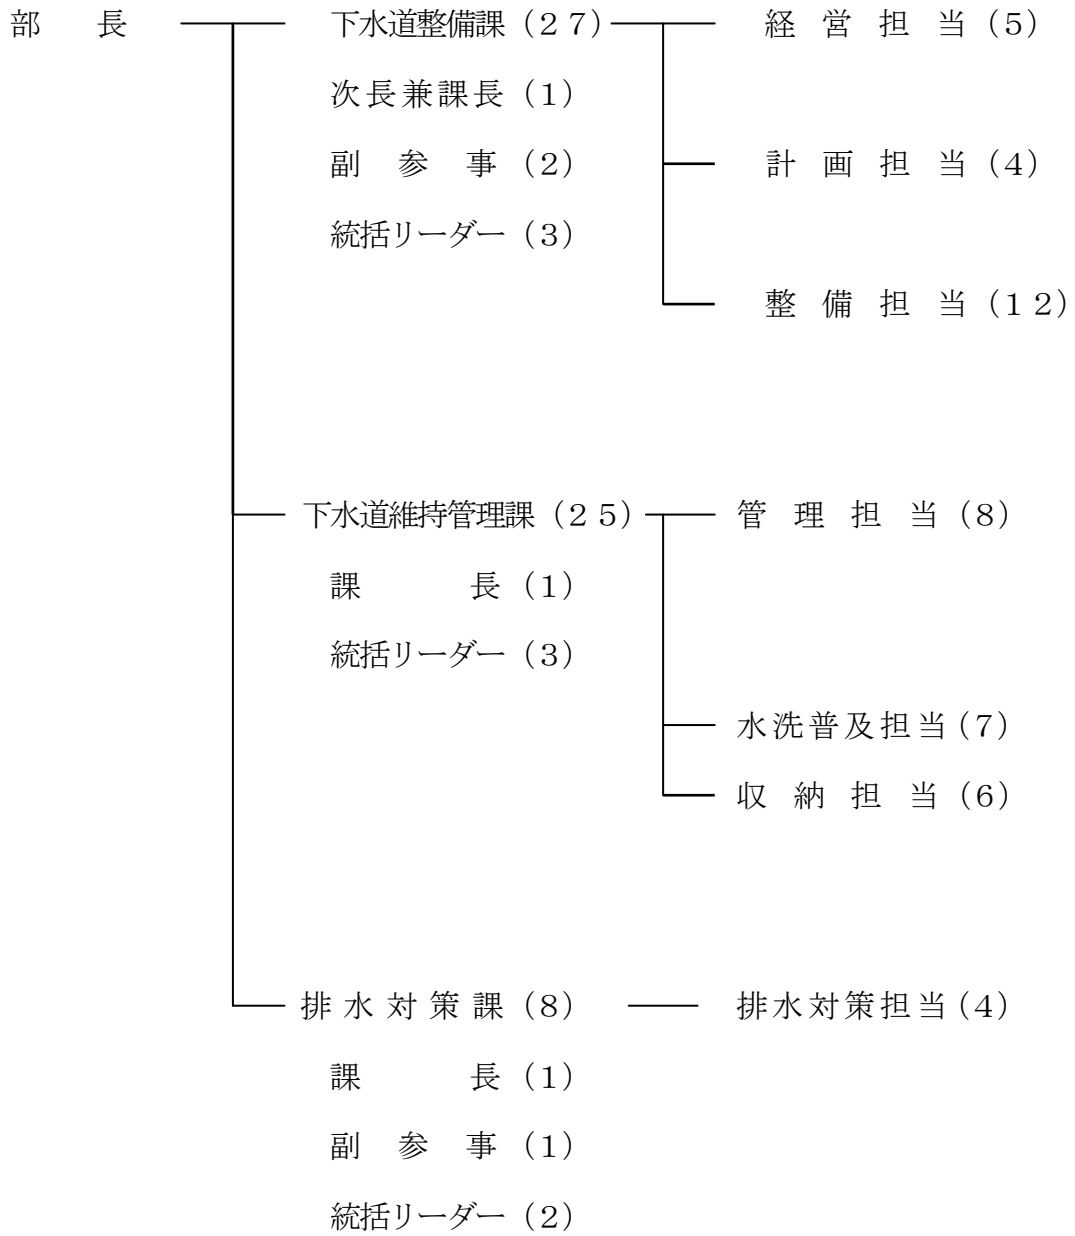 部　長　下水道整備課（２７）　経 営 担 当（５）
次長兼課長（１）
副 参 事（２）　計 画 担 当（４）
統括リーダー（３）
整 備 担 当（１２）
下水道維持管理課（２５）　管 理 担 当（８）
課　　長（１）
統括リーダー（３）
水洗普及担当（７）
収 納 担 当（６）
排 水 対 策 課（８）　排水対策担当（４）
課　　長（１）
副 参 事（１）
統括リーダー（２）